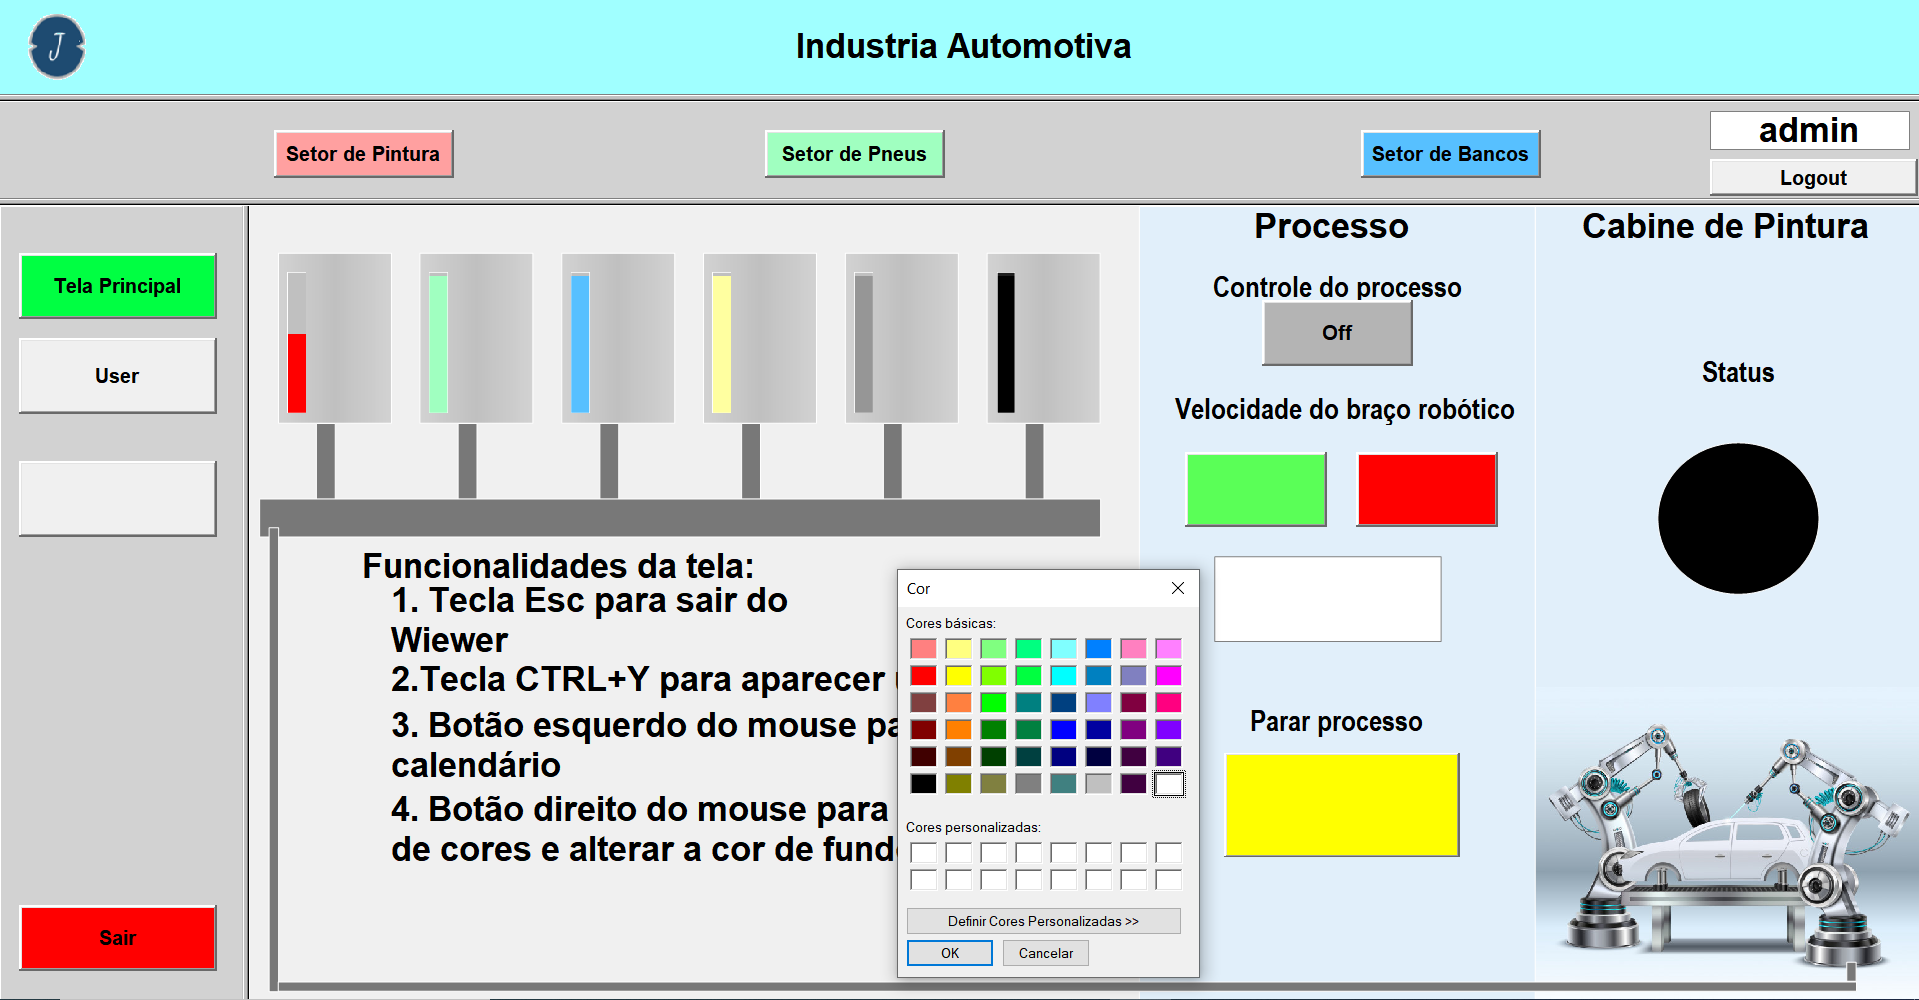 J
Industria Automotiva
Setor de Pintura
Setor de Pneus
Setor de Bancos
admin
Logout
Tela Principal
User
Sair
Processo
Controle do processo
Off
Velocidade do braço robótico
Parar processo
Cabine de Pintura
Status
Funcionalidades da tela:
1. Tecla Esc para sair do
Wiewer
2.Tecla CTRL+Y para aparecer
3. Botão esquerdo do mouse pa
calendário
4. Botão direito do mouse para
de cores e alterar a cor de fund
Cor
Cores básicas:
Cores personalizadas:
Definir Cores Personalizadas >>
OK
Cancelar